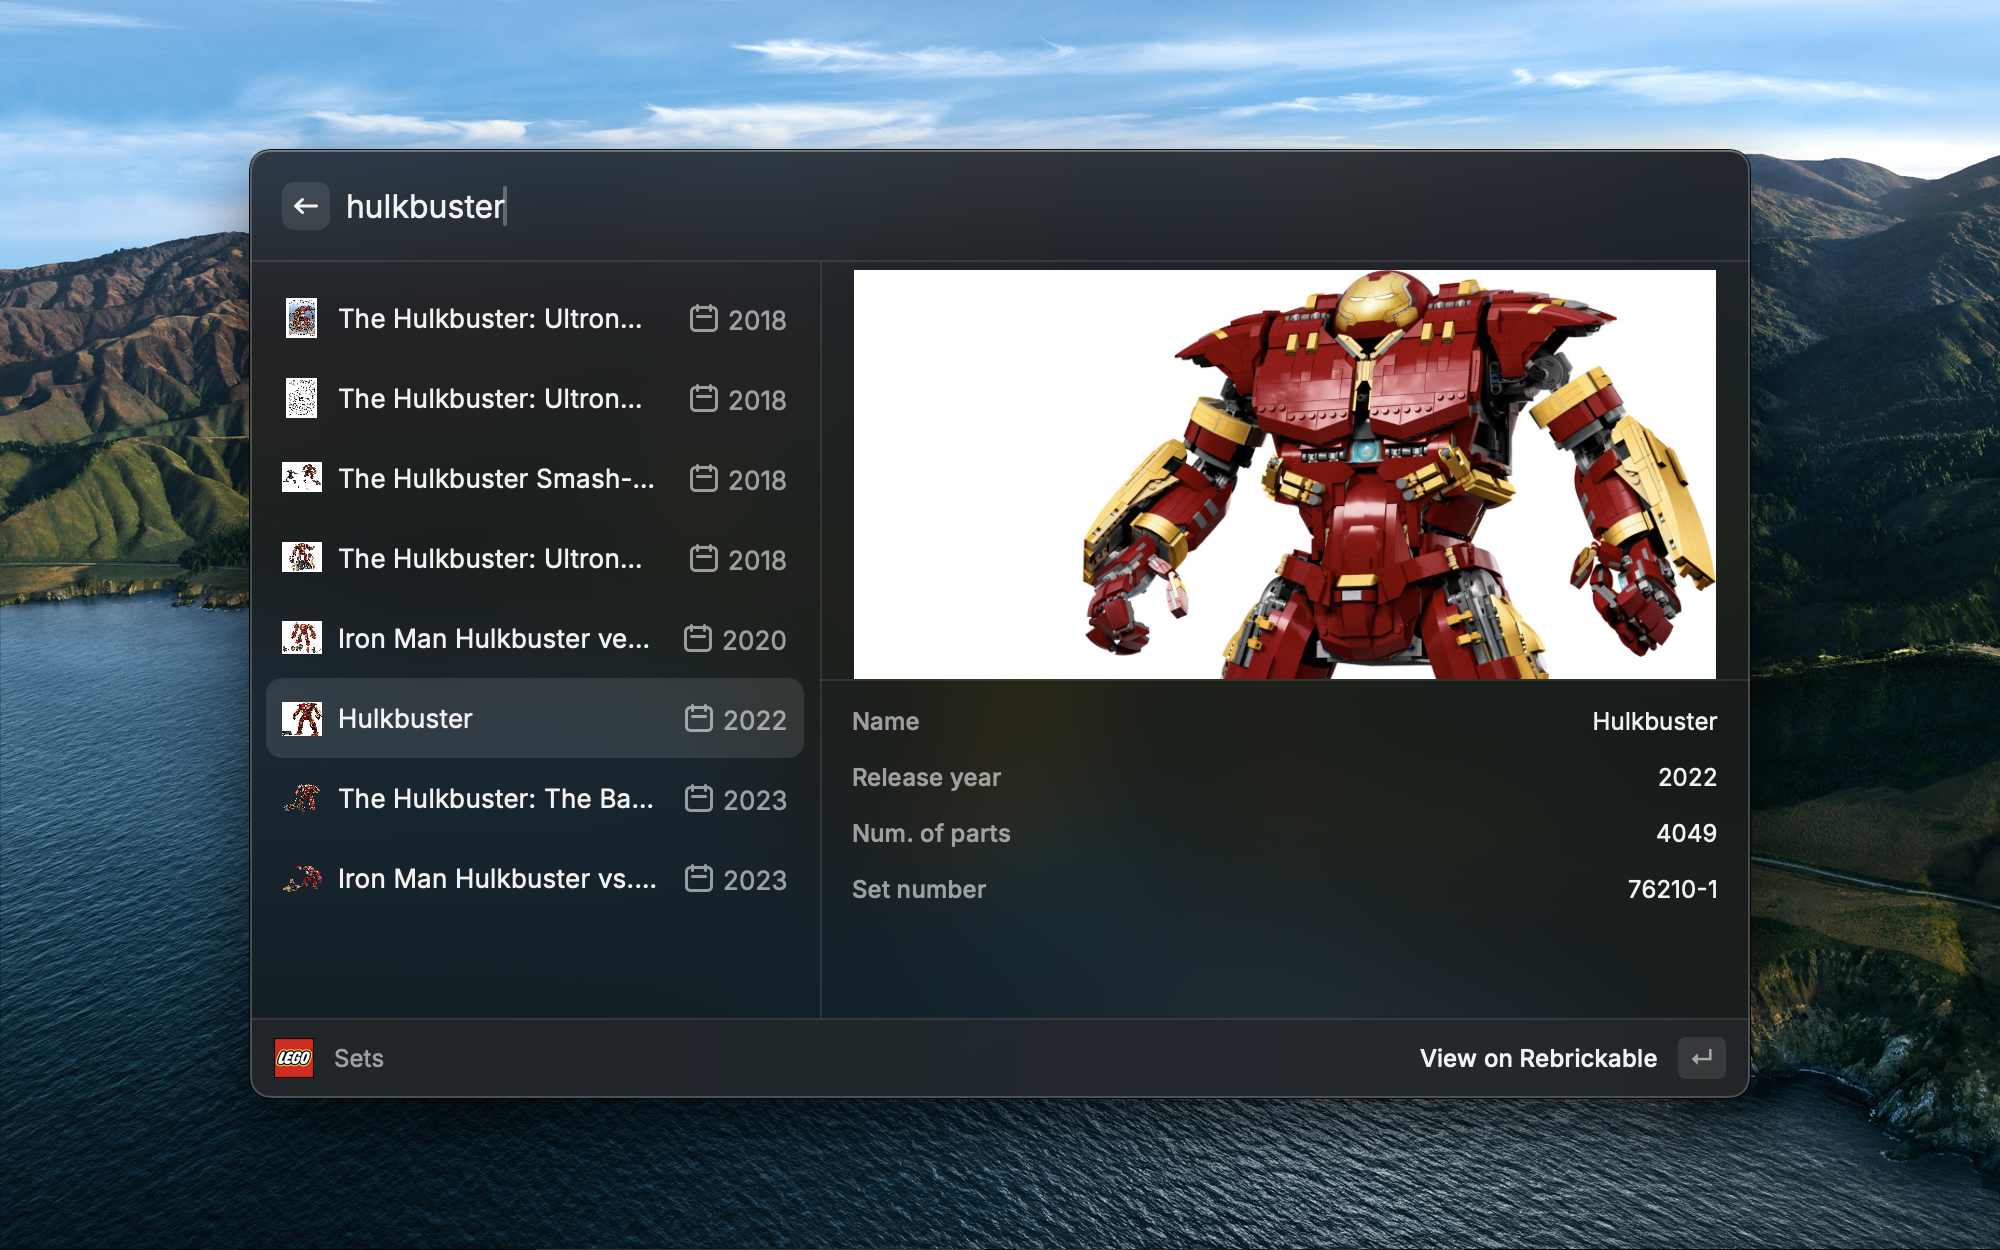 hulkbuster
The Hulkbuster: Ultron... 2018
The Hulkbuster: Ultron... 2018
The Hulkbuster Smash-... 2018
The Hulkbuster: Ultron... 2018
Iron Man Hulkbuster ve... 2020
Hulkbuster 2022
The Hulkbuster: The Ba... 2023
Iron Man Hulkbuster vs.... 2023
Name Hulkbuster
Release year 2022
Num. of parts 4049
Set number 76210-1
LEGO Sets
View on Rebrickable